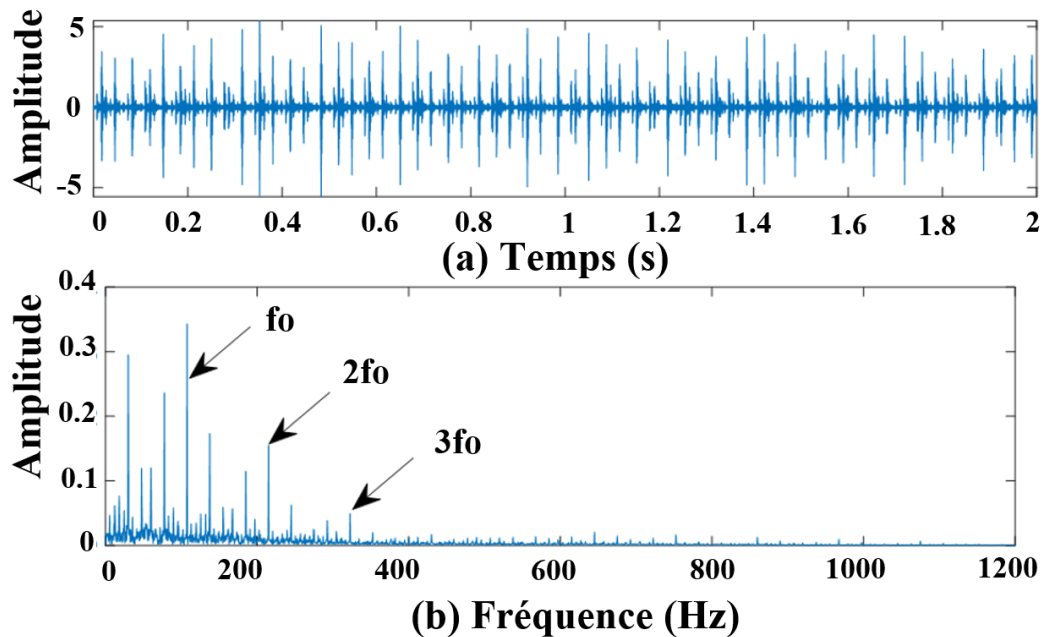 Amplitude
5
0
-5
0 0.2 0.4 0.6 0.8 1 1.2 1.4 1.6 1.8 2
(a) Temps (s)
Amplitude
0.4
0.3
0.2
0.1
0
fo
2fo
3fo
0 200 400 600 800 1000 1200
(b) Fréquence (Hz)